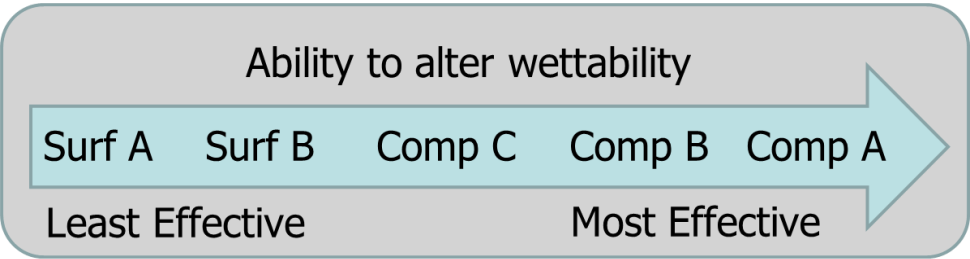 Ability to alter wettability
Surf A Surf B Comp C Comp B Comp A
Least Effective Most Effective